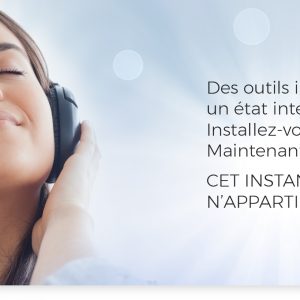 Des outils i
un état inte
Installez-vo
Maintenan
CET INSTAN
N'APPARTI